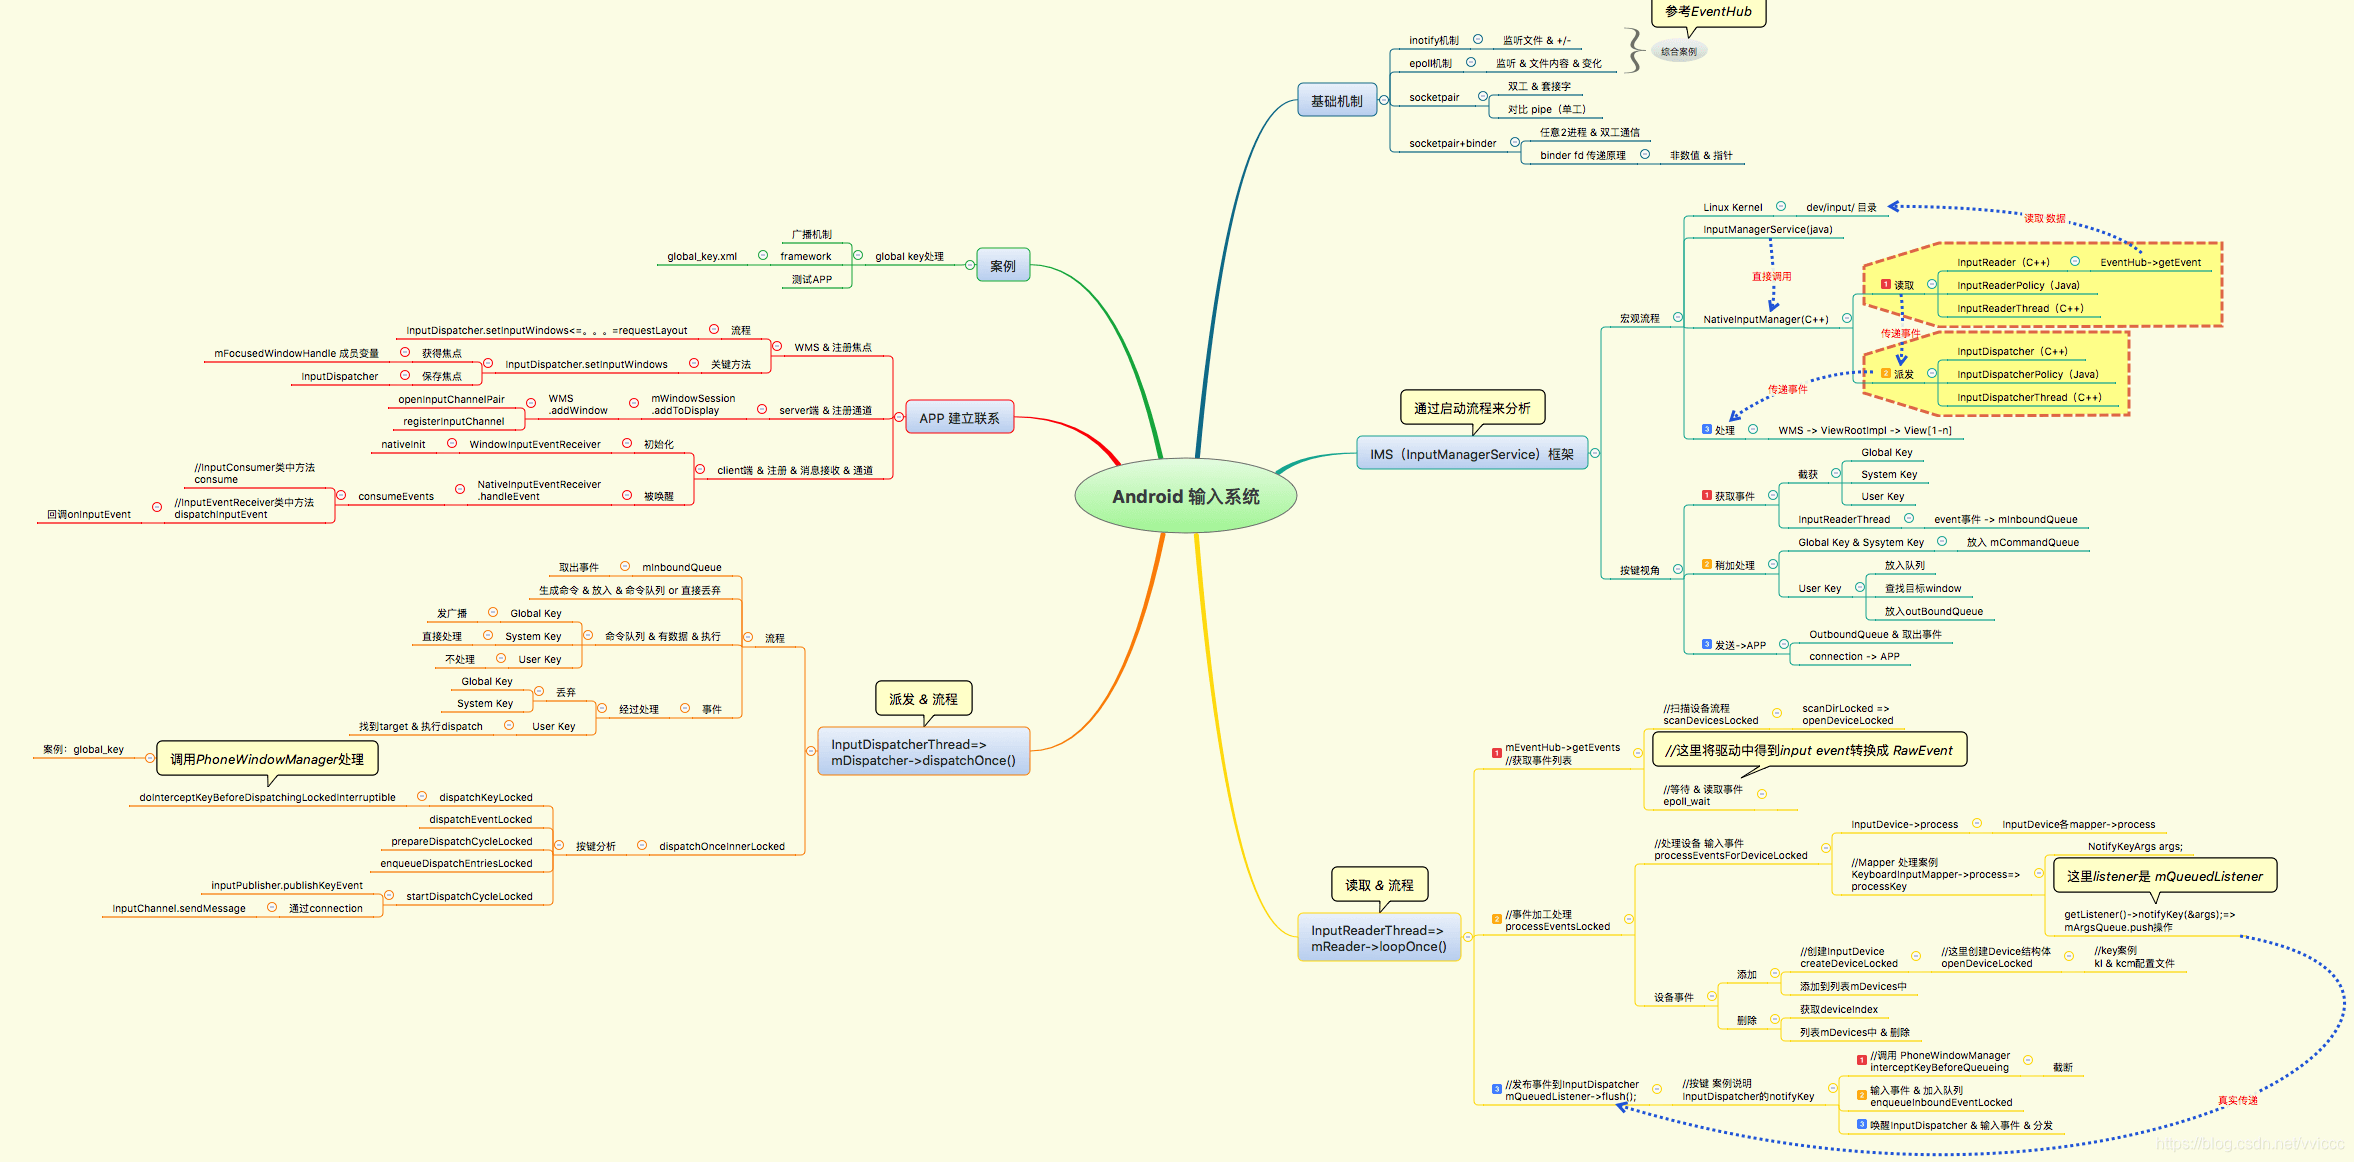 参考EventHub
综合案例
基础机制
inotify机制
监听文件 & +/-
epoll机制
监听 & 文件内容 & 变化
socketpair
双工 & 套接字
对比 pipe（单工）
socketpair+binder
任意2进程 & 双工通信
binder fd 传递原理
非数值 & 指针
Android 输入系统
通过启动流程来分析
IMS（InputManagerService）框架
宏观流程
Linux Kernel
dev/input/ 目录
读取 数据
InputManagerService(java)
直接调用
NativeInputManager(C++)
1 读取
InputReader（C++）
EventHub->getEvent
InputReaderPolicy（Java）
InputReaderThread（C++）
传递事件
2 派发
InputDispatcher（C++）
InputDispatcherPolicy（Java）
InputDispatcherThread（C++）
传递事件
3 处理
WMS -> ViewRootImpl -> View[1-n]
按键视角
1 获取事件
截获
Global Key
System Key
User Key
InputReaderThread
event事件 -> mInboundQueue
2 稍加处理
Global Key & Sysytem Key
放入 mCommandQueue
User Key
放入队列
查找目标window
放入outBoundQueue
3 发送->APP
OutboundQueue & 取出事件
connection -> APP
读取 & 流程
InputReaderThread=>
mReader->loopOnce()
1 mEventHub->getEvents
//获取事件列表
//扫描设备流程
scanDevicesLocked
scanDirLocked =>
openDeviceLocked
//这里将驱动中得到input event转换成 RawEvent
//等待 & 读取事件
epoll_wait
2 //事件加工处理
processEventsLocked
//处理设备 输入事件
processEventsForDeviceLocked
InputDevice->process
InputDevice各mapper->process
//Mapper 处理案例
KeyboardInputMapper->process=>
processKey
NotifyKeyArgs args;
这里listener是 mQueuedListener
getListener()->notifyKey(&args);=>
mArgsQueue.push操作
设备事件
添加
//创建InputDevice
createDeviceLocked
//这里创建Device结构体
openDeviceLocked
//key案例
kl & kcm配置文件
添加到列表mDevices中
删除
获取deviceIndex
列表mDevices中 & 删除
3 //发布事件到InputDispatcher
mQueuedListener->flush();
//按键 案例说明
InputDispatcher的notifyKey
1 //调用 PhoneWindowManager
interceptKeyBeforeQueueing
截断
2 输入事件 & 加入队列
enqueueInboundEventLocked
3 唤醒InputDispatcher & 输入事件 & 分发
真实传递
案例
global key处理
广播机制
framework
global_key.xml
测试APP
APP 建立联系
WMS & 注册焦点
流程
InputDispatcher.setInputWindows<=。。。=requestLayout
关键方法
InputDispatcher.setInputWindows
获得焦点
mFocusedWindowHandle 成员变量
保存焦点
InputDispatcher
server端 & 注册通道
mWindowSession
.addToDisplay
WMS
.addWindow
openInputChannelPair
registerInputChannel
client端 & 注册 & 消息接收 & 通道
初始化
WindowInputEventReceiver
nativeInit
被唤醒
NativeInputEventReceiver
.handleEvent
consumeEvents
//InputConsumer类中方法
consume
//InputEventReceiver类中方法
dispatchInputEvent
回调onInputEvent
派发 & 流程
InputDispatcherThread=>
mDispatcher->dispatchOnce()
流程
mInboundQueue
取出事件
生成命令 & 放入 & 命令队列 or 直接丢弃
命令队列 & 有数据 & 执行
Global Key
发广播
System Key
直接处理
User Key
不处理
事件
经过处理
丢弃
Global Key
System Key
User Key
找到target & 执行dispatch
dispatchOnceInnerLocked
按键分析
dispatchKeyLocked
doInterceptKeyBeforeDispatchingLockedInterruptible
调用PhoneWindowManager处理
案例：global_key
dispatchEventLocked
prepareDispatchCycleLocked
enqueueDispatchEntriesLocked
startDispatchCycleLocked
inputPublisher.publishKeyEvent
通过connection
InputChannel.sendMessage
https://blog.csdn.net/vviccc